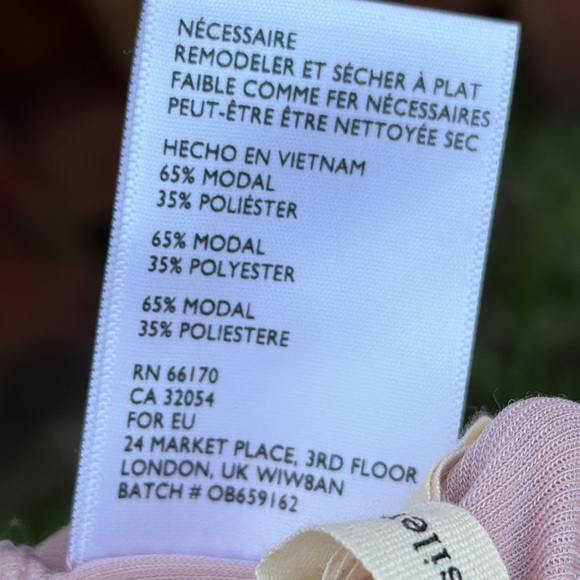 NÉCESSAIRE
REMODELER ET SÉCHER À PLAT
FAIBLE COMME FER NÉCESSAIRES
PEUT-ÊTRE ÊTRE NETTOYÉE SEC
HECHO EN VIETNAM
65% MODAL
35% POLIÉSTER
65% MODAL
35% POLYESTER
65% MODAL
35% POLIESTERE
RN 66170
CA 32054
FOR EU
24 MARKET PLACE, 3RD FLOOR
LONDON, UK W1W8AN
BATCH # OB659162